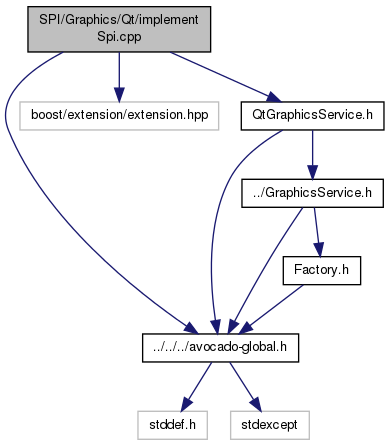 SPI/Graphics/Qt/implement
Spi.cpp
boost/extension/extension.hpp
QtGraphicsService.h
../GraphicsService.h
Factory.h
../../../avocado-global.h
stddef.h
stdexcept